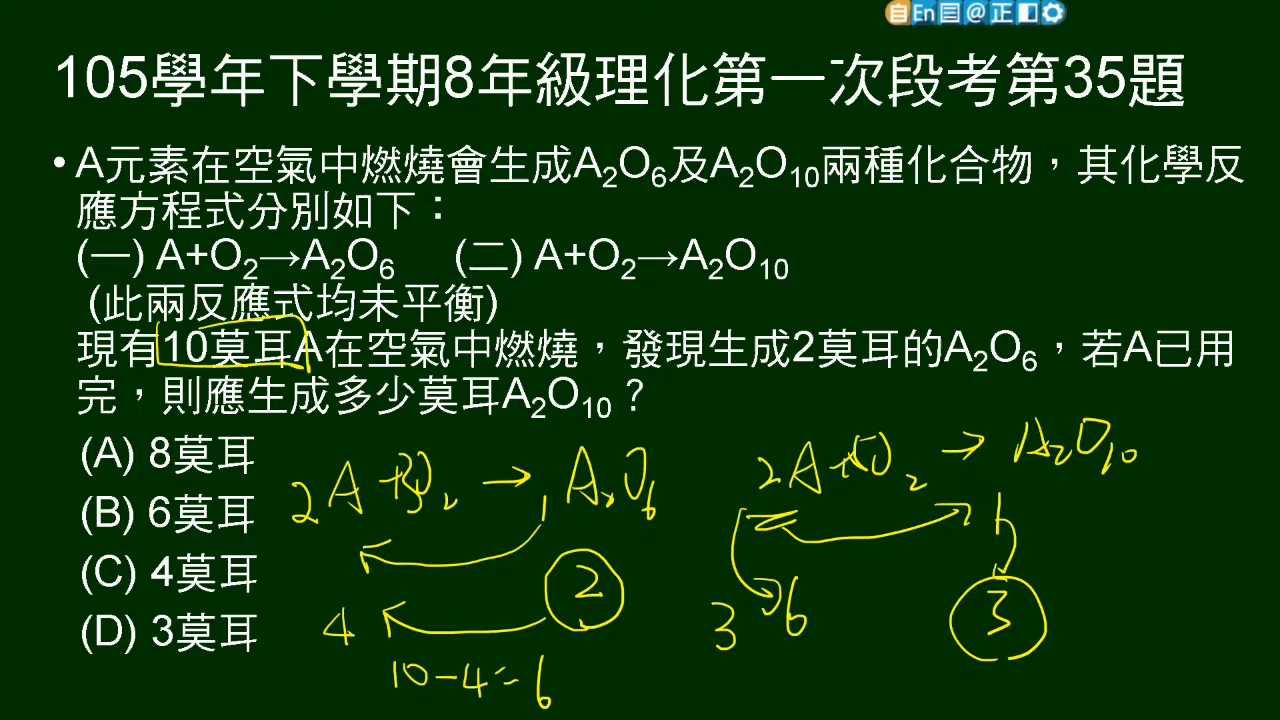 自En@正
105學年下學期8年級理化第一次段考第35題
•A元素在空氣中燃燒會生成A₂O₆及A₂O₁₀兩種化合物，其化學反
應方程式分別如下：
(一) A+O₂→A₂O₆ (二) A+O₂→A₂O₁₀
(此兩反應式均未平衡)
現有10莫耳A在空氣中燃燒，發現生成2莫耳的A₂O₆，若A已用
完，則應生成多少莫耳A₂O₁₀？
(A) 8莫耳
(B) 6莫耳
(C) 4莫耳
(D) 3莫耳
2A+3O₂→A₂O₆
1
2
4
10-4=6
2A+5O₂→A₂O₁₀
1
3 6
3